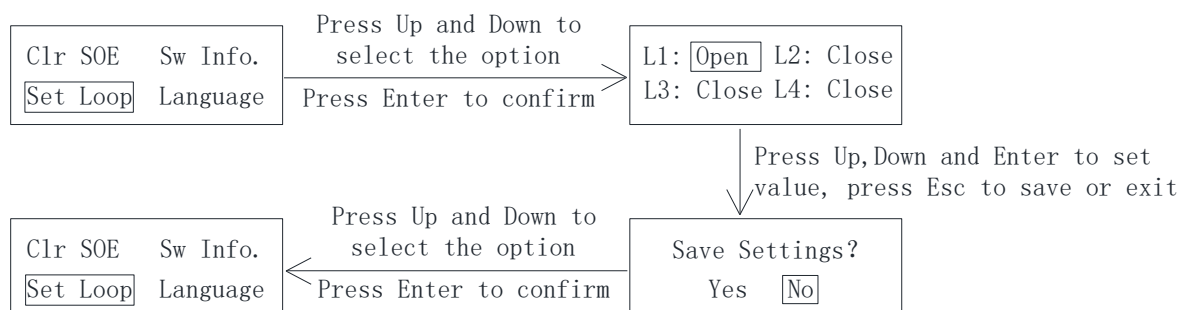 Clr SOE Sw Info.
Set Loop Language
Press Up and Down to
select the option
Press Enter to confirm
L1: Open L2: Close
L3: Close L4: Close
Press Up,Down and Enter to set
value, press Esc to save or exit
Save Settings?
Yes No
Press Up and Down to
select the option
Press Enter to confirm
Clr SOE Sw Info.
Set Loop Language